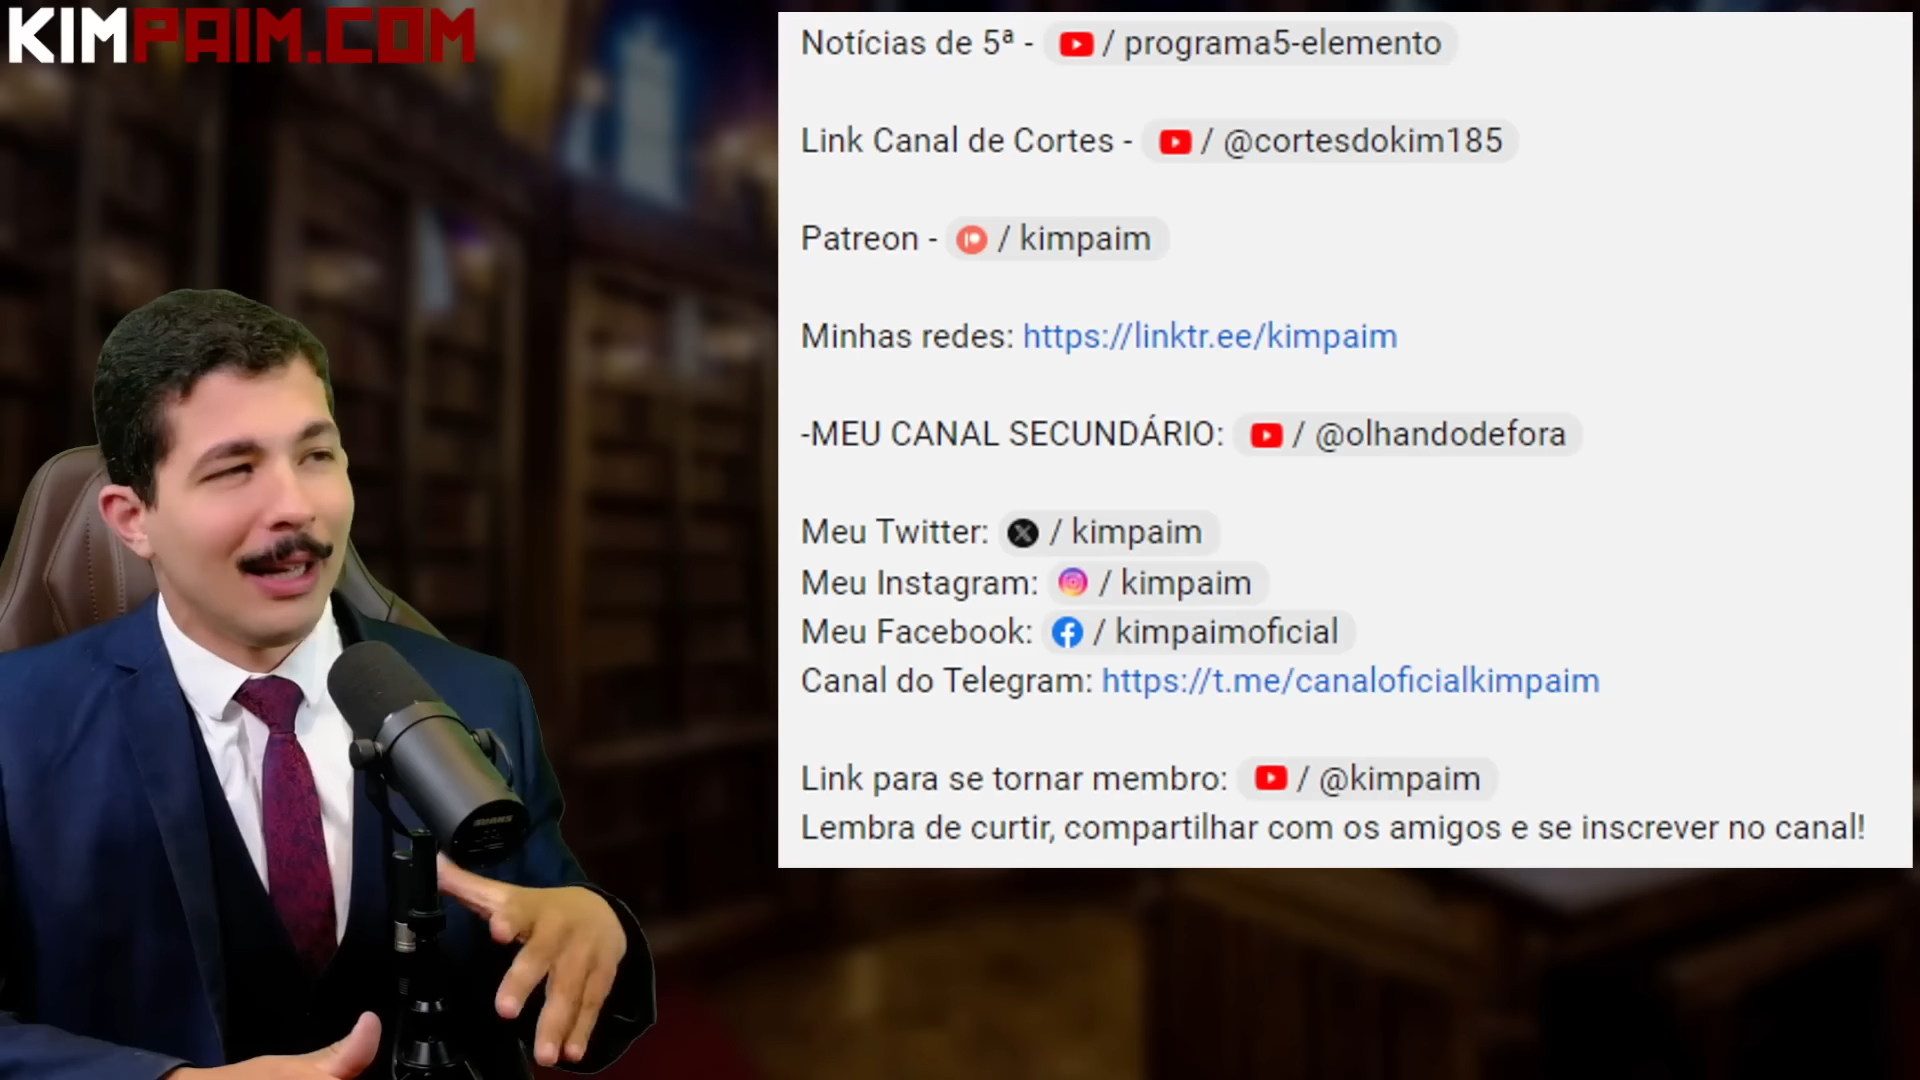 KIMPAIM.COM
Notícias de 5ª - / programa5-elemento
Link Canal de Cortes - / @cortesdokim185
Patreon - / kimpaim
Minhas redes: https://linktr.ee/kimpaim
-MEU CANAL SECUNDÁRIO: / @olhandodefora
Meu Twitter: / kimpaim
Meu Instagram: / kimpaim
Meu Facebook: / kimpaimoficial
Canal do Telegram: https://t.me/canaloficialkimpaim
Link para se tornar membro: / @kimpaim
Lembra de curtir, compartilhar com os amigos e se inscrever no canal!